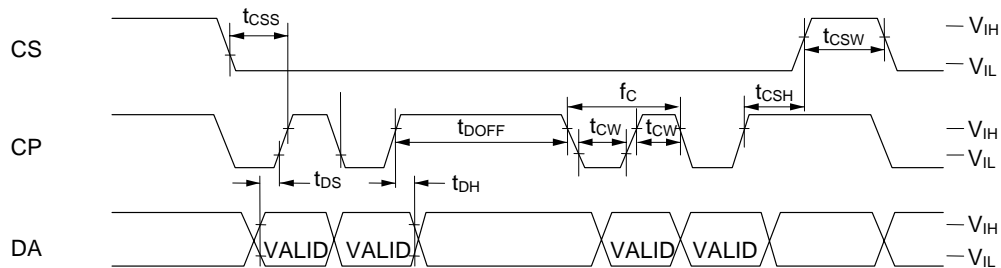 CS
tCSS
tCSW
VIH
VIL
CP
tDOFF
fC
tCW
tCW
tCSH
VIH
VIL
tDS
tDH
DA
VALID
VALID
VALID
VALID
VIH
VIL